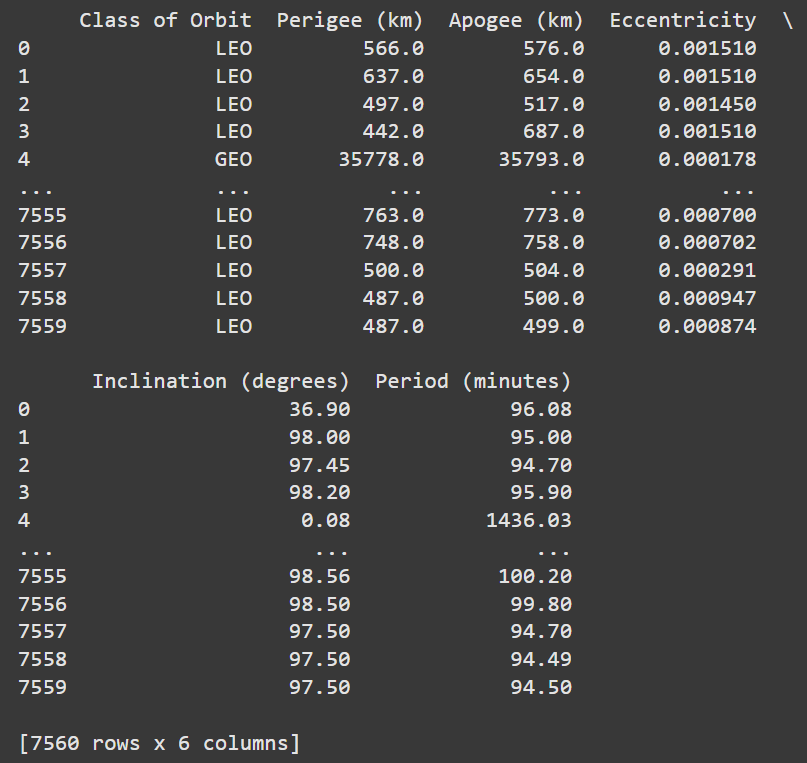 Class of Orbit Perigee (km) Apogee (km) Eccentricity \
0 LEO 566.0 576.0 0.001510
1 LEO 637.0 654.0 0.001510
2 LEO 497.0 517.0 0.001450
3 LEO 442.0 687.0 0.001510
4 GEO 35778.0 35793.0 0.000178
... ... ... ... ...
7555 LEO 763.0 773.0 0.000700
7556 LEO 748.0 758.0 0.000702
7557 LEO 500.0 504.0 0.000291
7558 LEO 487.0 500.0 0.000947
7559 LEO 487.0 499.0 0.000874
Inclination (degrees) Period (minutes)
0 36.90 96.08
1 98.00 95.00
2 97.45 94.70
3 98.20 95.90
4 0.08 1436.03
... ... ...
7555 98.56 100.20
7556 98.50 99.80
7557 97.50 94.70
7558 97.50 94.49
7559 97.50 94.50
[7560 rows x 6 columns]